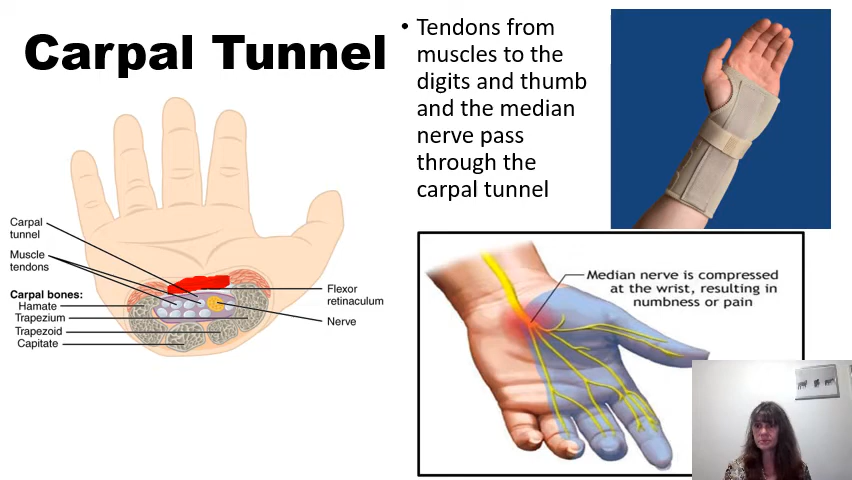 Carpal Tunnel
• Tendons from
muscles to the
digits and thumb
and the median
nerve pass
through the
carpal tunnel
Carpal
tunnel
Muscle
tendons
Carpal bones:
Hamate
Trapezium
Trapezoid
Capitate
Flexor
retinaculum
Nerve
Median nerve is compressed
at the wrist, resulting in
numbness or pain